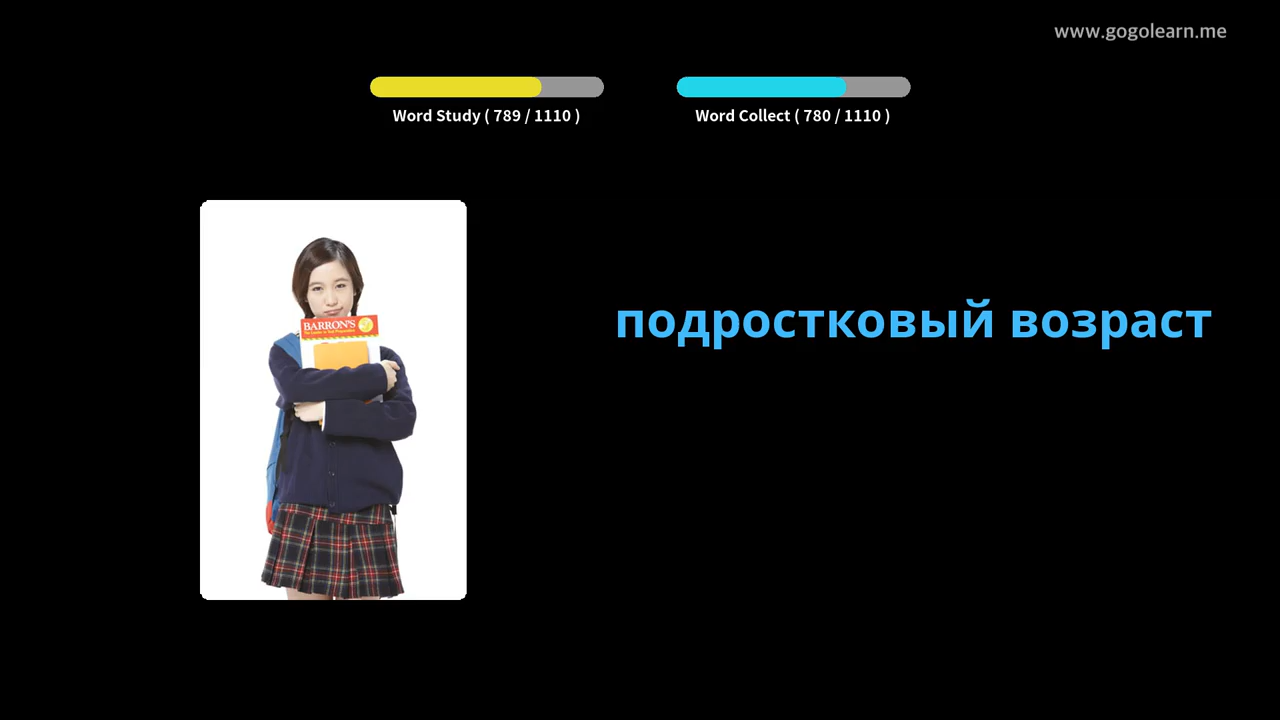 www.gogolearn.me
Word Study ( 789 / 1110 )
Word Collect ( 780 / 1110 )
BARRON'S
подростковый возраст